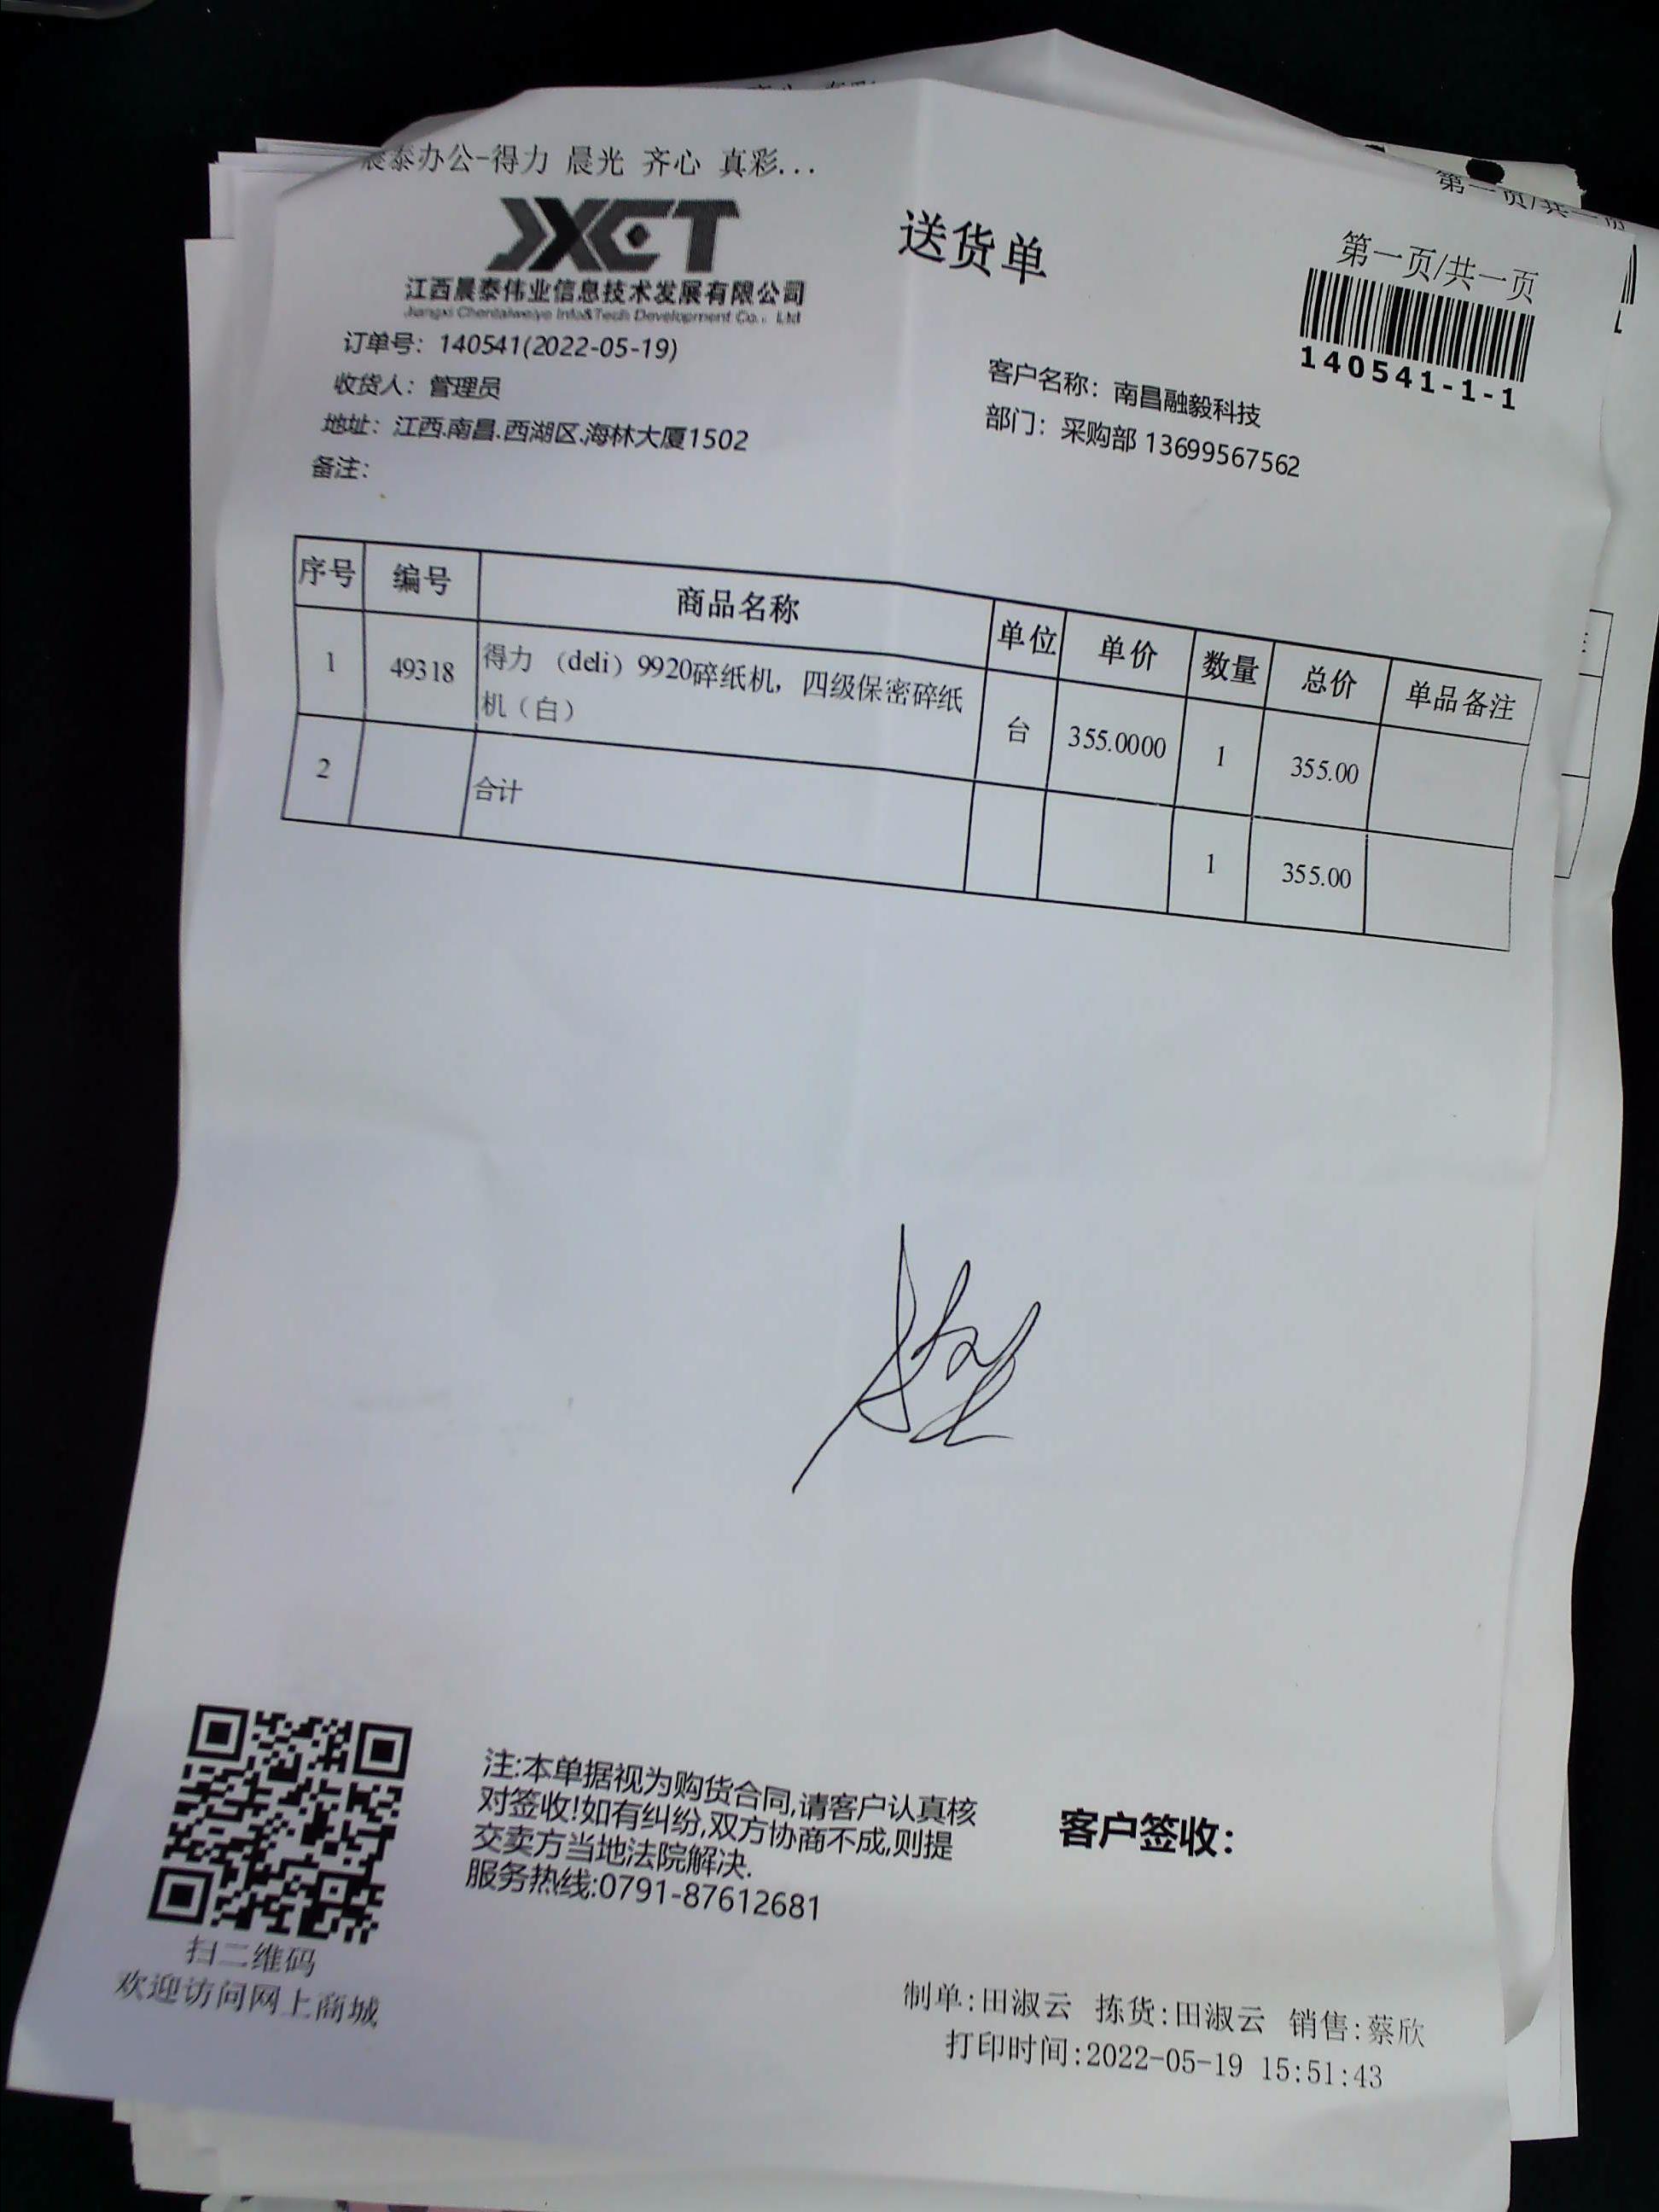 晨泰办公-得力 晨光 齐心 真彩...
JXCT
江西晨泰伟业信息技术发展有限公司
Jiangxi Chentaiweiye Info&Tech Development Co., Ltd
送货单
第一页/共一页
140541-1-1
订单号: 140541(2022-05-19)
收货人: 管理员
客户名称: 南昌融毅科技
地址: 江西.南昌.西湖区.海林大厦1502
部门: 采购部 13699567562
备注:
序号 编号 商品名称 单位 单价 数量 总价 单品备注
1 49318 得力 (deli) 9920碎纸机, 四级保密碎纸机 (白) 台 355.0000 1 355.00
2 合计 1 355.00
注:本单据视为购货合同,请客户认真核
对签收!如有纠纷,双方协商不成,则提
交卖方当地法院解决.
服务热线:0791-87612681
客户签收:
扫二维码
欢迎访问网上商城
制单:田淑云 拣货:田淑云 销售:蔡欣
打印时间:2022-05-19 15:51:43